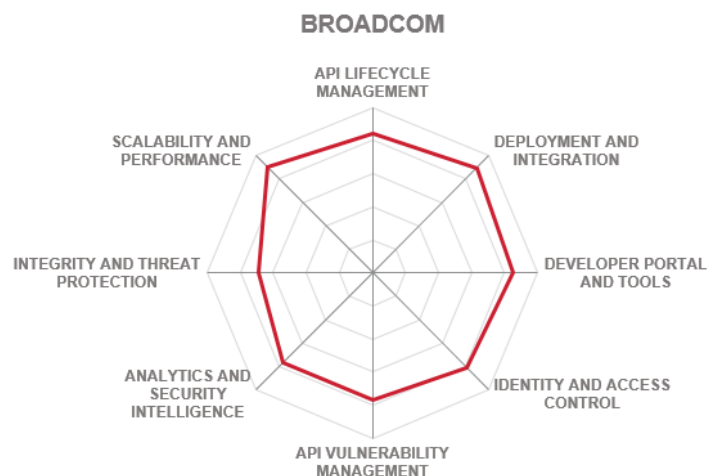 BROADCOM
API LIFECYCLE
MANAGEMENT
SCALABILITY AND
PERFORMANCE
DEPLOYMENT AND
INTEGRATION
INTEGRITY AND THREAT
PROTECTION
DEVELOPER PORTAL
AND TOOLS
ANALYTICS AND
SECURITY
INTELLIGENCE
IDENTITY AND ACCESS
CONTROL
API VULNERABILITY
MANAGEMENT